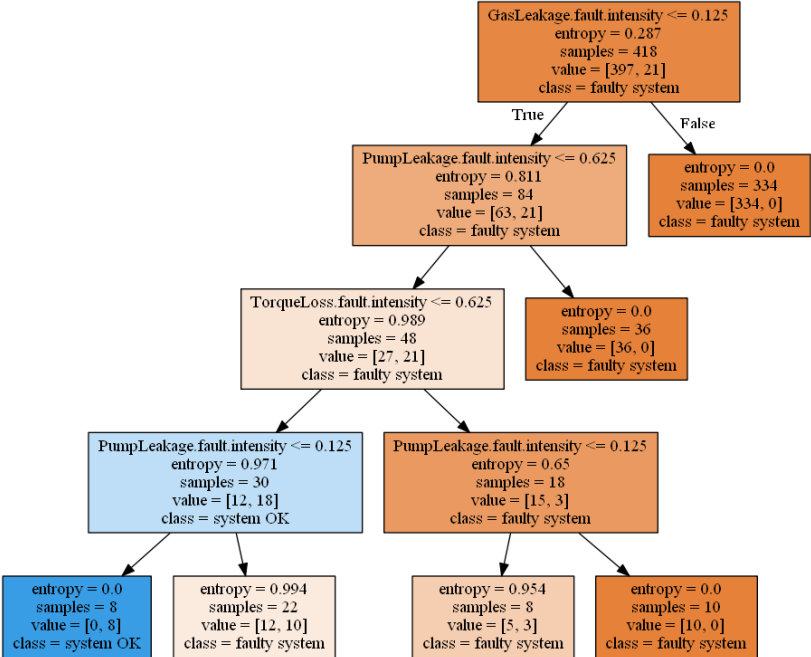 GasLeakage.fault.intensity <= 0.125
entropy = 0.287
samples = 418
value = [397, 21]
class = faulty system
True
False
PumpLeakage.fault.intensity <= 0.625
entropy = 0.811
samples = 84
value = [63, 21]
class = faulty system
entropy = 0.0
samples = 334
value = [334, 0]
class = faulty system
TorqueLoss.fault.intensity <= 0.625
entropy = 0.989
samples = 48
value = [27, 21]
class = faulty system
entropy = 0.0
samples = 36
value = [36, 0]
class = faulty system
PumpLeakage.fault.intensity <= 0.125
entropy = 0.971
samples = 30
value = [12, 18]
class = system OK
PumpLeakage.fault.intensity <= 0.125
entropy = 0.65
samples = 18
value = [15, 3]
class = faulty system
entropy = 0.0
samples = 8
value = [0, 8]
class = system OK
entropy = 0.994
samples = 22
value = [12, 10]
class = faulty system
entropy = 0.954
samples = 8
value = [5, 3]
class = faulty system
entropy = 0.0
samples = 10
value = [10, 0]
class = faulty system